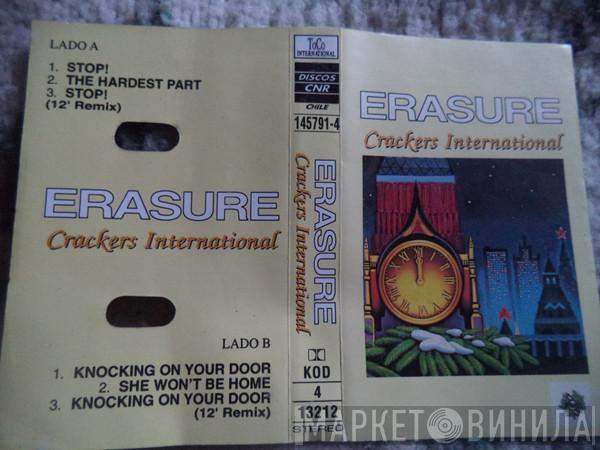 LADO A
1. STOP!
2. THE HARDEST PART
3. STOP!
(12' Remix)
ERASURE
Crackers International
LADO B
1. KNOCKING ON YOUR DOOR
2. SHE WON'T BE HOME
3. KNOCKING ON YOUR DOOR
(12' Remix)
ToCo
INTERNATIONAL
DISCOS
CNR
CHILE
145791-4
ERASURE
Crackers International
KOD
4
13212
STEREO
ERASURE
Crackers International
XII
МАРКЕТ ВИНИЛА